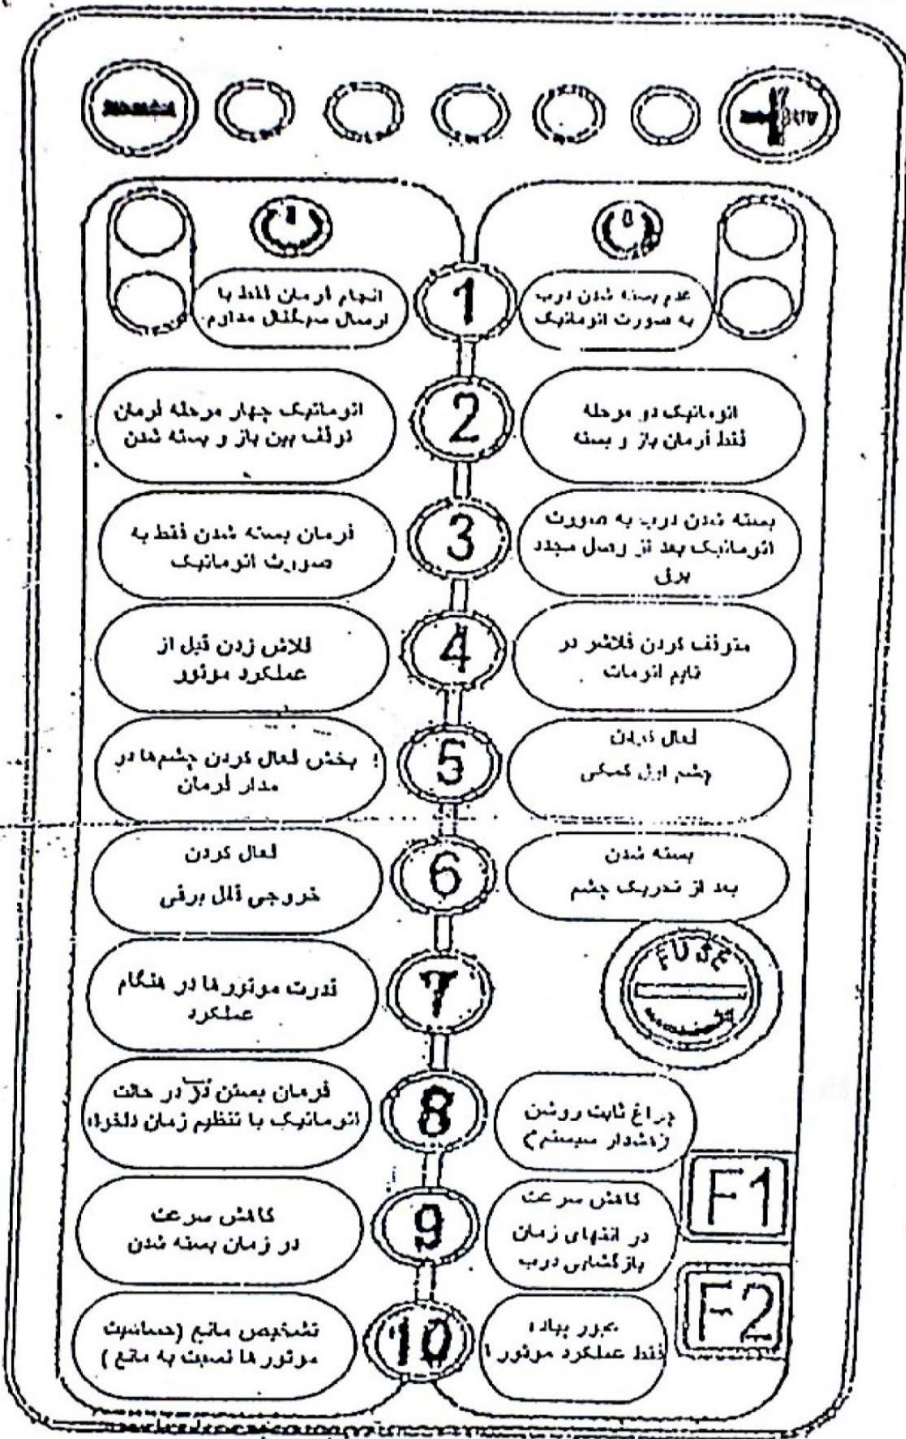 عدم بسته شدن درب
به صورت اتوماتیک
1
انجام فرمان فقط با
ارسال سیگنال مداوم
اتوماتیک دو مرحله
فقط فرمان باز و بسته
2
اتوماتیک چهار مرحله فرمان
توقف بین باز و بسته شدن
بسته شدن درب به صورت
اتوماتیک بعد از وصل مجدد
برق
3
فرمان بسته شدن فقط به
صورت اتوماتیک
متوقف کردن فلاشر در
تایم اتومات
4
فلاش زدن قبل از
عملکرد موتور
فعال کردن
چشم اول کمکی
5
بخش فعال کردن چشم‌ها در
مدار فرمان
بسته شدن
بعد از تحریک چشم
6
فعال کردن
خروجی قفل برقی
FUSE
7
قدرت موتورها در هنگام
عملکرد
چراغ ثابت روشن
(هشدار سیستم)
8
فرمان بستن در حالت
اتوماتیک با تنظیم زمان دلخواه
F1
کاهش سرعت
در انتهای زمان
بازگشایی درب
9
کاهش سرعت
در زمان بسته شدن
F2
عبور پیاده
فقط عملکرد موتور 1
10
تشخیص مانع (حساسیت
موتورها نسبت به مانع)